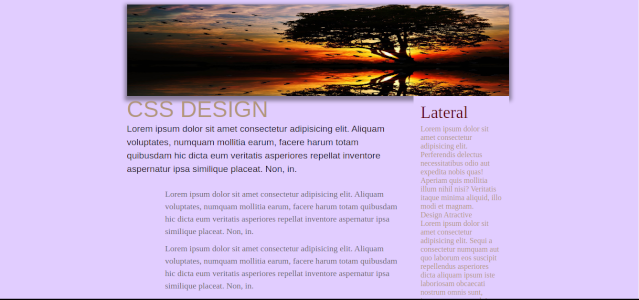 CSS DESIGN
Lorem ipsum dolor sit amet consectetur adipisicing elit. Aliquam
voluptates, numquam mollitia earum, facere harum totam
quibusdam hic dicta eum veritatis asperiores repellat inventore
aspernatur ipsa similique placeat. Non, in.
Lorem ipsum dolor sit amet consectetur adipisicing elit. Aliquam
voluptates, numquam mollitia earum, facere harum totam quibusdam
hic dicta eum veritatis asperiores repellat inventore aspernatur ipsa
similique placeat. Non, in.
Lorem ipsum dolor sit amet consectetur adipisicing elit. Aliquam
voluptates, numquam mollitia earum, facere harum totam quibusdam
hic dicta eum veritatis asperiores repellat inventore aspernatur ipsa
similique placeat. Non, in.
Lateral
Lorem ipsum dolor sit
amet consectetur
adipisicing elit.
Perferendis delectus
necessitatibus odio aut
expedita nobis quas!
Aperiam quis mollitia
illum nihil nisi? Veritatis
itaque minima aliquid, illo
modi et magnam.
Design Atractive
Lorem ipsum dolor sit
amet consectetur
adipisicing elit. Sequi a
consectetur numquam aut
quo laborum eos suscipit
repellendus asperiores
dicta aliquam ipsum iste
laboriosam obcaecati
nostrum omnis sunt,